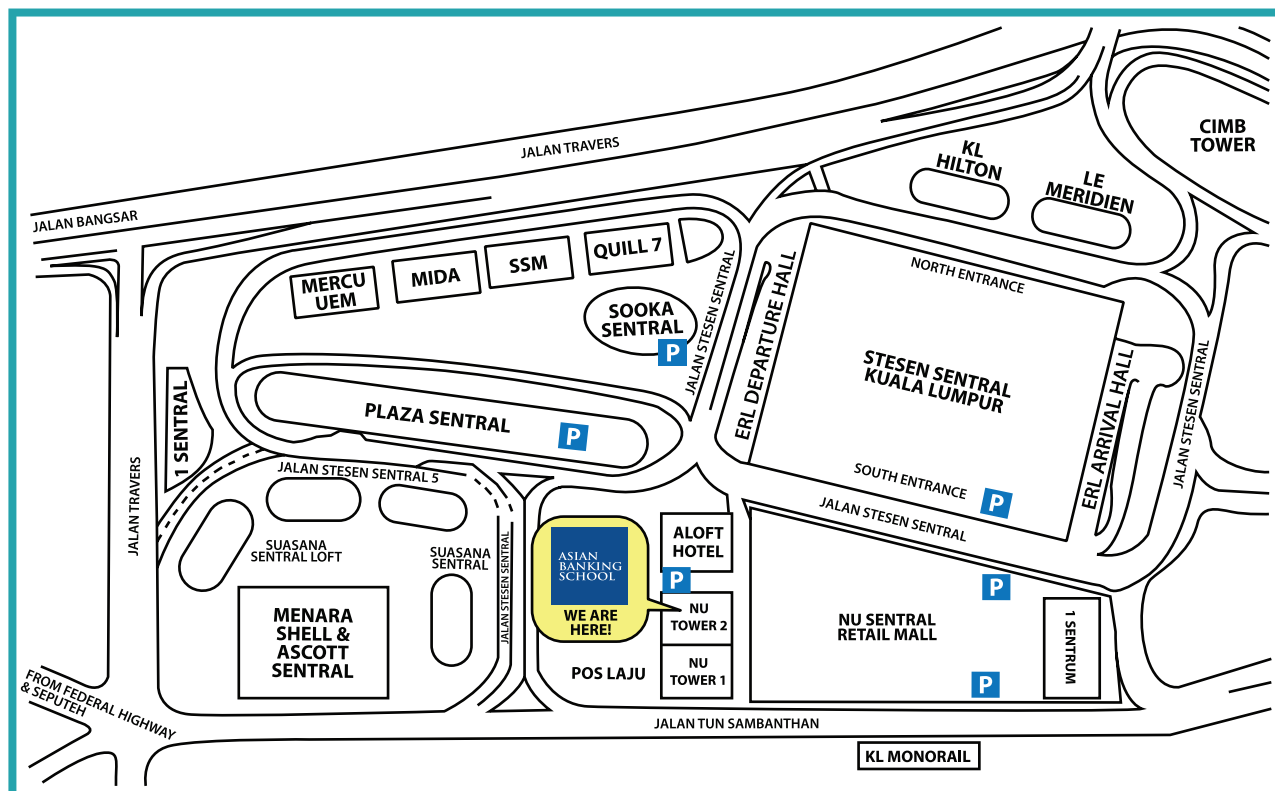 JALAN TRAVERS
JALAN BANGSAR
CIMB
TOWER
KL
HILTON
LE
MERIDIEN
MERCU
UEM
MIDA
SSM
QUILL 7
SOOKA
SENTRAL
P
JALAN STESEN SENTRAL
ERL DEPARTURE HALL
NORTH ENTRANCE
STESEN SENTRAL
KUALA LUMPUR
SOUTH ENTRANCE
P
ERL ARRIVAL HALL
JALAN STESEN SENTRAL
PLAZA SENTRAL
P
1 SENTRAL
JALAN TRAVERS
JALAN STESEN SENTRAL 5
JALAN STESEN SENTRAL
SUASANA
SENTRAL LOFT
SUASANA
SENTRAL
JALAN STESEN SENTRAL
MENARA
SHELL &
ASCOTT
SENTRAL
ASIAN
BANKING
SCHOOL
WE ARE
HERE!
ALOFT
HOTEL
P
NU
TOWER 2
NU
TOWER 1
POS LAJU
P
NU SENTRAL
RETAIL MALL
P
1 SENTRUM
FROM FEDERAL HIGHWAY
& SEPUTEH
JALAN TUN SAMBANTHAN
KL MONORAIL